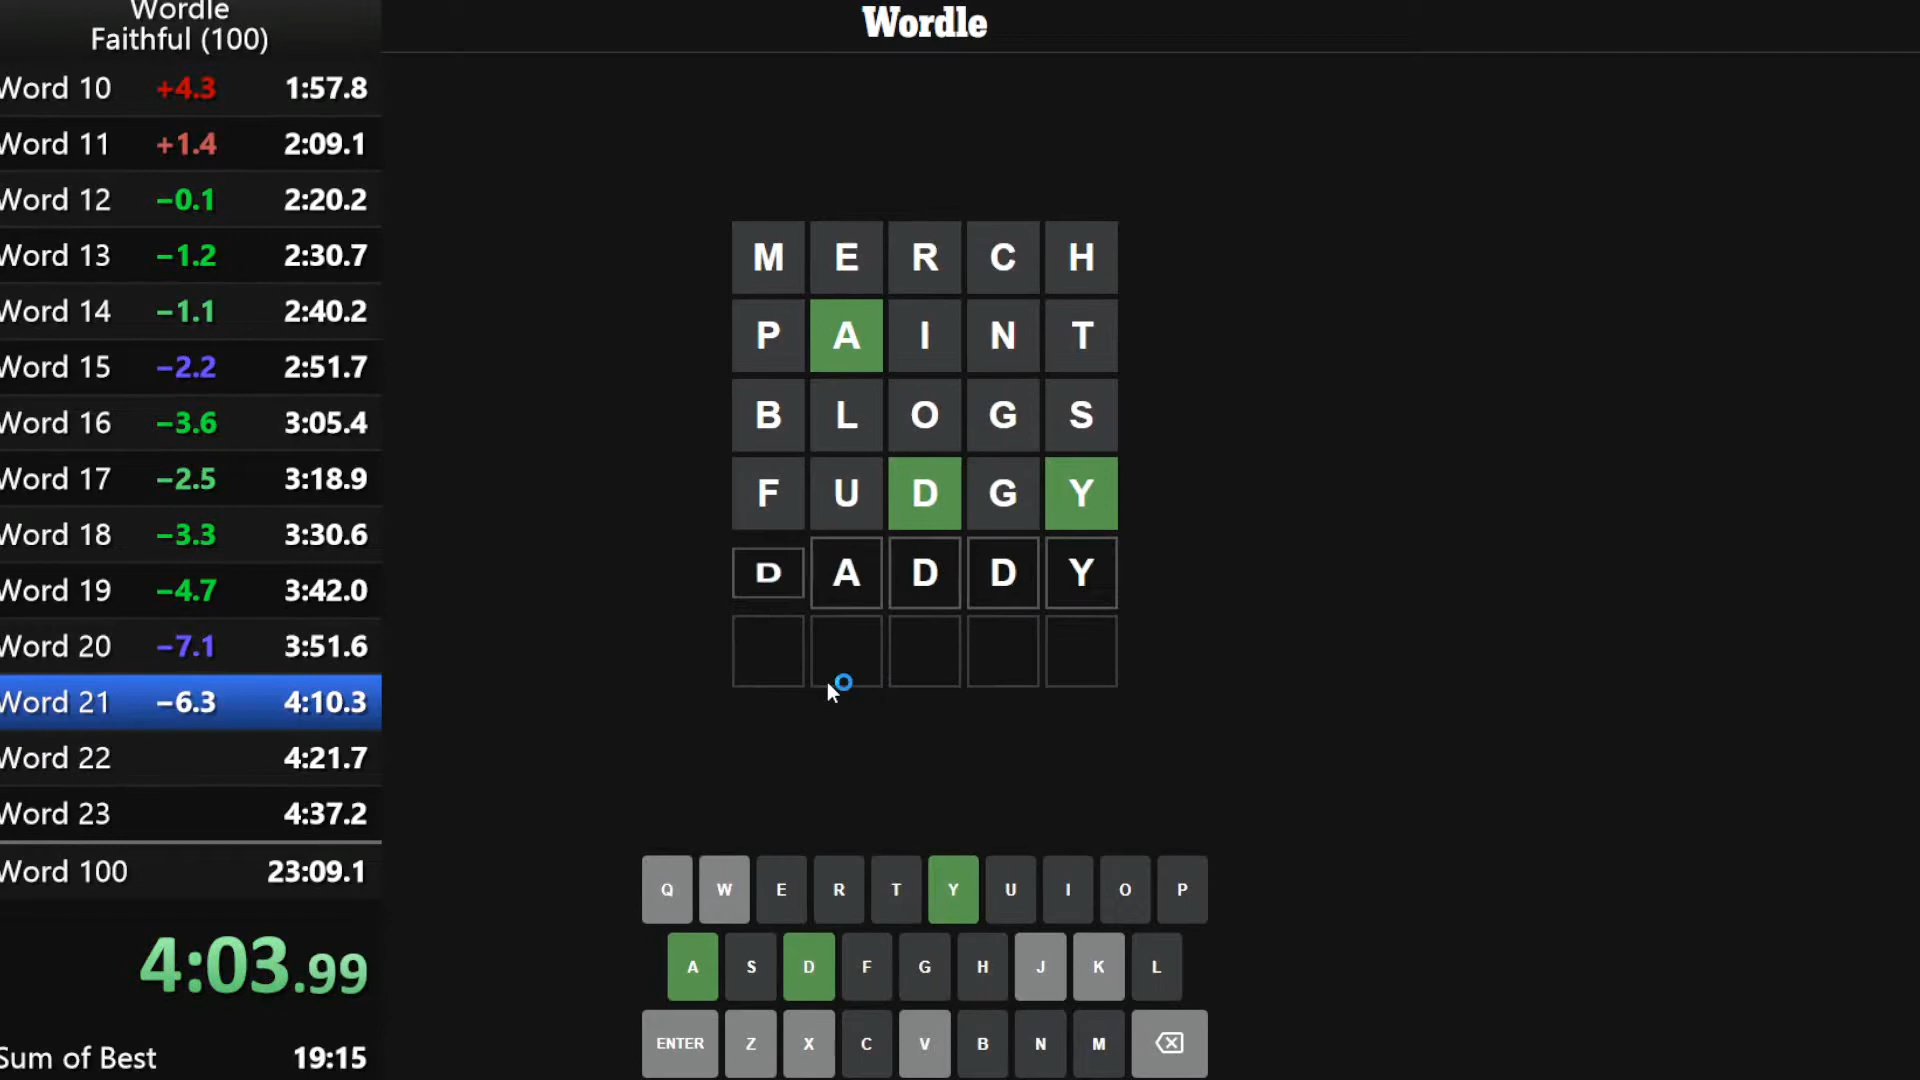 Wordle
Faithful (100)
Word 10 +4.3 1:57.8
Word 11 +1.4 2:09.1
Word 12 −0.1 2:20.2
Word 13 −1.2 2:30.7
Word 14 −1.1 2:40.2
Word 15 −2.2 2:51.7
Word 16 −3.6 3:05.4
Word 17 −2.5 3:18.9
Word 18 −3.3 3:30.6
Word 19 −4.7 3:42.0
Word 20 −7.1 3:51.6
Word 21 −6.3 4:10.3
Word 22 4:21.7
Word 23 4:37.2
Word 100 23:09.1
4:03.99
Sum of Best 19:15
Wordle
M E R C H
P A I N T
B L O G S
F U D G Y
D A D D Y
Q W E R T Y U I O P
A S D F G H J K L
ENTER Z X C V B N M